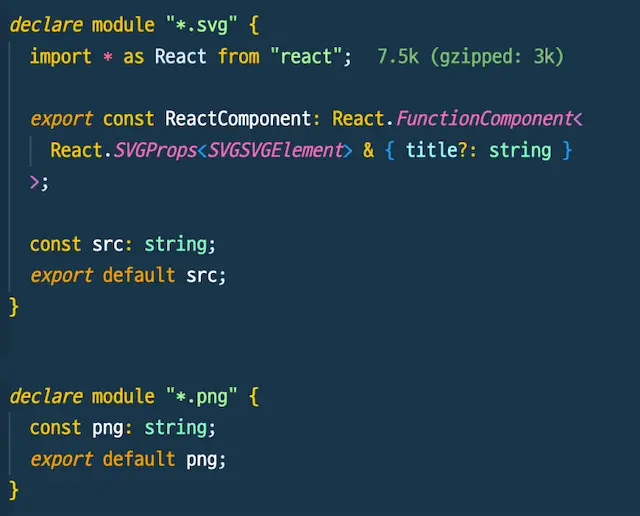 declare module "*.svg" {
import * as React from "react"; 7.5k (gzipped: 3k)
export const ReactComponent: React.FunctionComponent<
React.SVGProps<SVGSVGElement> & { title?: string }
>;
const src: string;
export default src;
}
declare module "*.png" {
const png: string;
export default png;
}